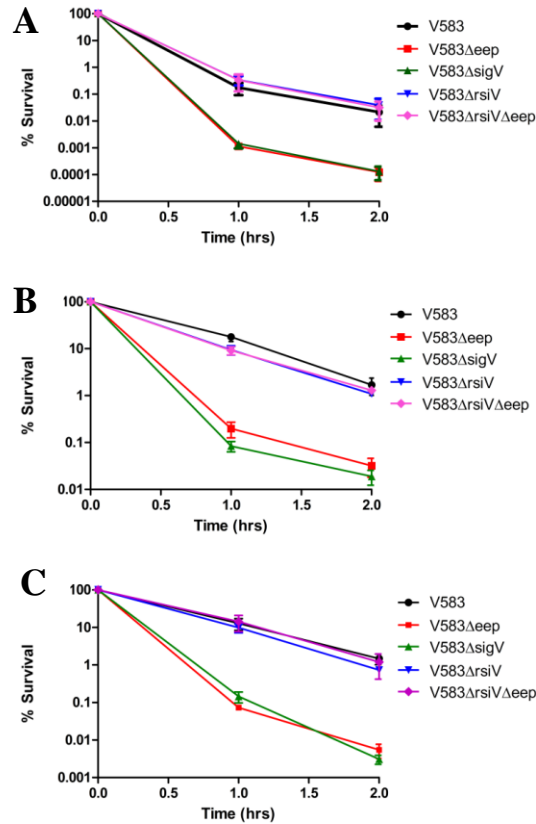 A
% Survival
100
10
1
0.1
0.01
0.001
0.0001
0.00001
0.0 0.5 1.0 1.5 2.0
Time (hrs)
V583
V583Δeep
V583ΔsigV
V583ΔrsiV
V583ΔrsiVΔeep
B
% Survival
100
10
1
0.1
0.01
0.0 0.5 1.0 1.5 2.0
Time (hrs)
V583
V583Δeep
V583ΔsigV
V583ΔrsiV
V583ΔrsiVΔeep
C
% Survival
100
10
1
0.1
0.01
0.001
0.0 0.5 1.0 1.5 2.0
Time (hrs)
V583
V583Δeep
V583ΔsigV
V583ΔrsiV
V583ΔrsiVΔeep